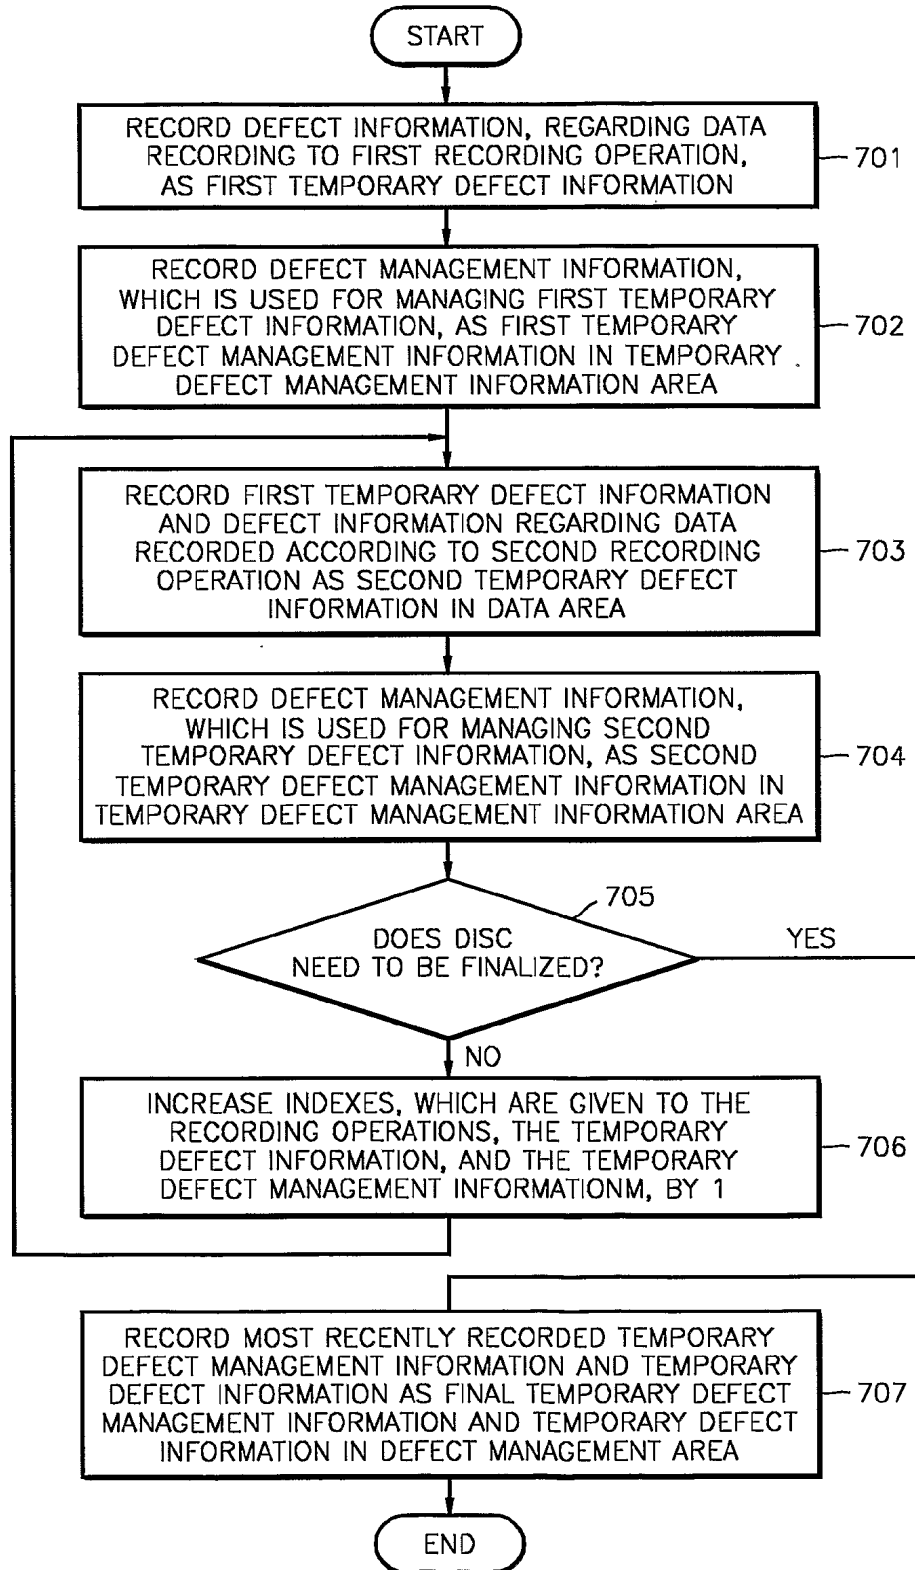 START
RECORD DEFECT INFORMATION, REGARDING DATA
RECORDING TO FIRST RECORDING OPERATION,
AS FIRST TEMPORARY DEFECT INFORMATION
701
RECORD DEFECT MANAGEMENT INFORMATION,
WHICH IS USED FOR MANAGING FIRST TEMPORARY
DEFECT INFORMATION, AS FIRST TEMPORARY
DEFECT MANAGEMENT INFORMATION IN TEMPORARY
DEFECT MANAGEMENT INFORMATION AREA
702
RECORD FIRST TEMPORARY DEFECT INFORMATION
AND DEFECT INFORMATION REGARDING DATA
RECORDED ACCORDING TO SECOND RECORDING
OPERATION AS SECOND TEMPORARY DEFECT
INFORMATION IN DATA AREA
703
RECORD DEFECT MANAGEMENT INFORMATION,
WHICH IS USED FOR MANAGING SECOND
TEMPORARY DEFECT INFORMATION, AS SECOND
TEMPORARY DEFECT MANAGEMENT INFORMATION IN
TEMPORARY DEFECT MANAGEMENT INFORMATION AREA
704
705
DOES DISC
NEED TO BE FINALIZED?
YES
NO
INCREASE INDEXES, WHICH ARE GIVEN TO THE
RECORDING OPERATIONS, THE TEMPORARY
DEFECT INFORMATION, AND THE TEMPORARY
DEFECT MANAGEMENT INFORMATIONM, BY 1
706
RECORD MOST RECENTLY RECORDED TEMPORARY
DEFECT MANAGEMENT INFORMATION AND TEMPORARY
DEFECT INFORMATION AS FINAL TEMPORARY DEFECT
MANAGEMENT INFORMATION AND TEMPORARY DEFECT
INFORMATION IN DEFECT MANAGEMENT AREA
707
END